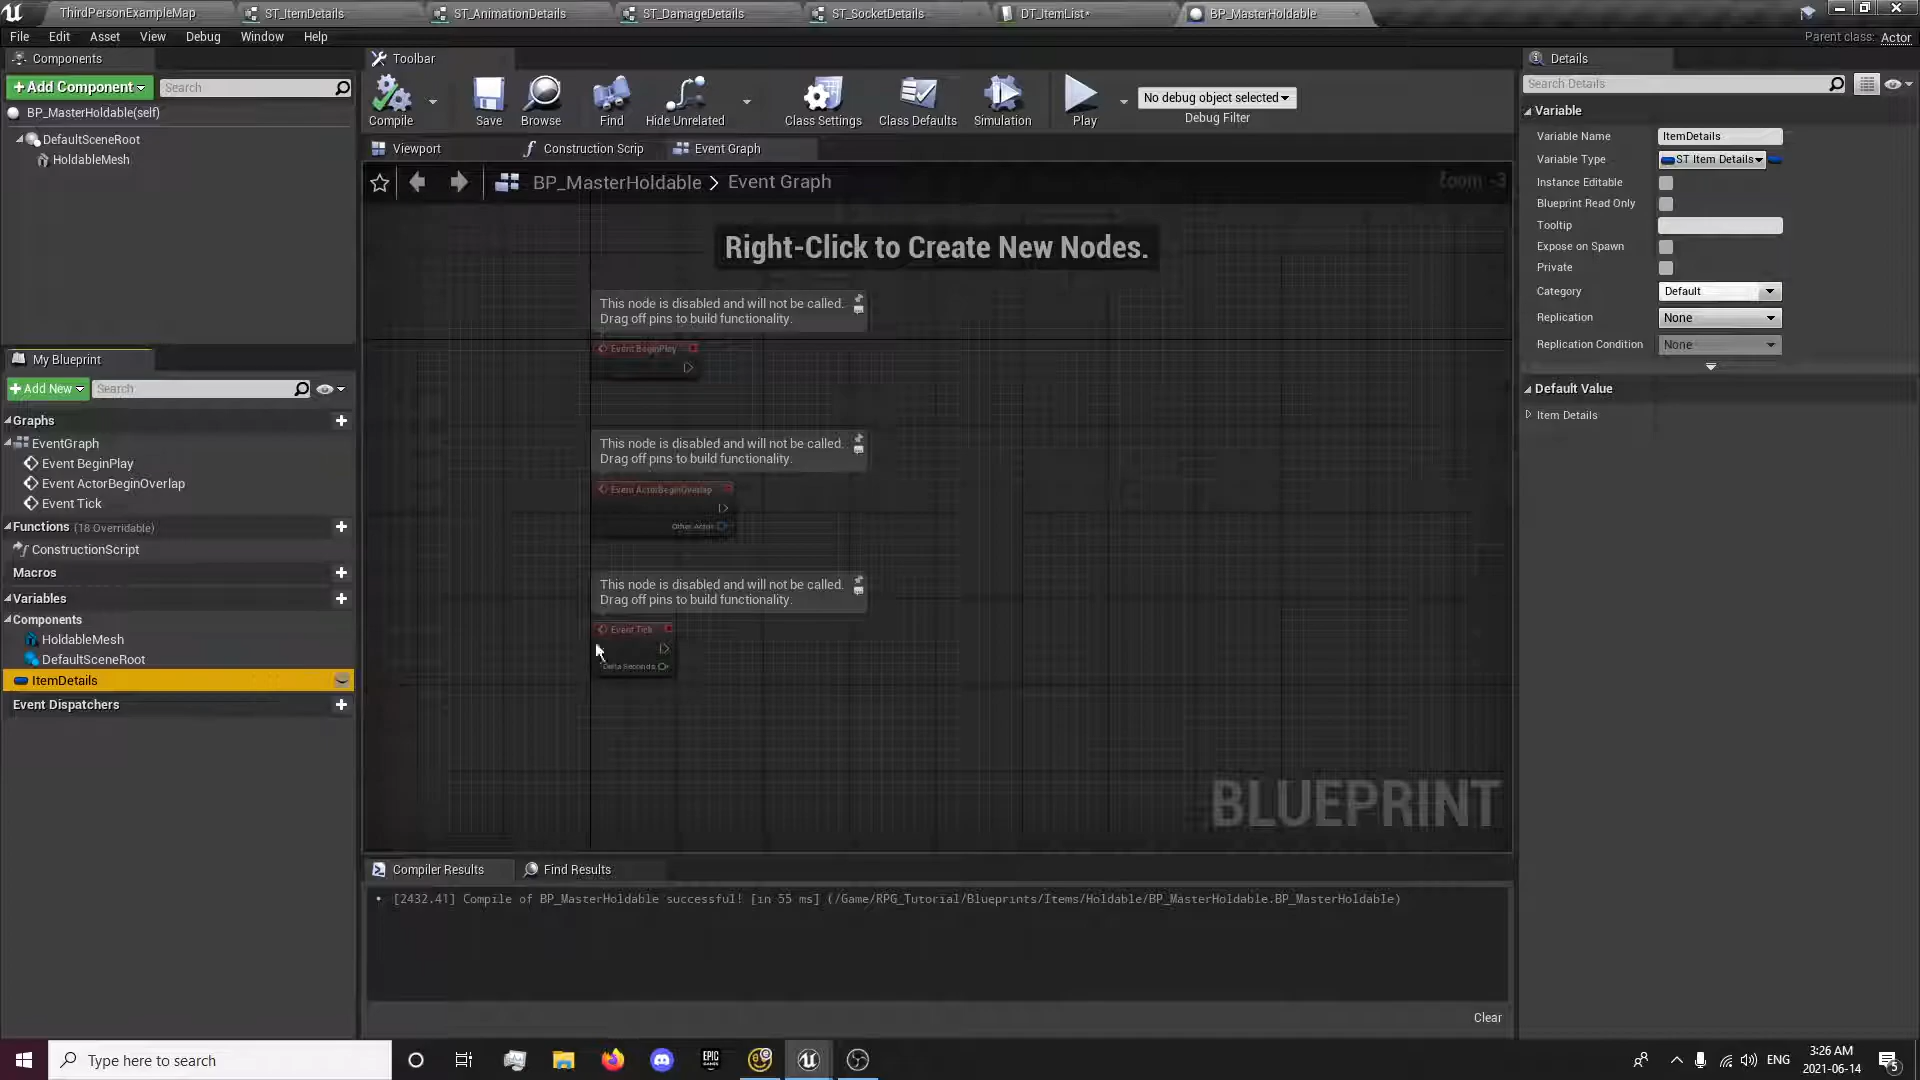 ThirdPersonExampleMap
ST_ItemDetails
ST_AnimationDetails
ST_DamageDetails
ST_SocketDetails
DT_ItemList*
BP_MasterHoldable
File Edit Asset View Debug Window Help
Parent class: Actor
Components
+Add Component
Search
BP_MasterHoldable(self)
DefaultSceneRoot
HoldableMesh
My Blueprint
+Add New
Search
Graphs
EventGraph
Event BeginPlay
Event ActorBeginOverlap
Event Tick
Functions (18 Overridable)
ConstructionScript
Macros
Variables
Components
HoldableMesh
DefaultSceneRoot
ItemDetails
Event Dispatchers
Toolbar
Compile
Save
Browse
Find
Hide Unrelated
Class Settings
Class Defaults
Simulation
Play
No debug object selected
Debug Filter
Viewport
Construction Scrip
Event Graph
BP_MasterHoldable > Event Graph
Zoom -3
Right-Click to Create New Nodes.
This node is disabled and will not be called.
Drag off pins to build functionality.
Event BeginPlay
This node is disabled and will not be called.
Drag off pins to build functionality.
Event ActorBeginOverlap
Other Actor
This node is disabled and will not be called.
Drag off pins to build functionality.
Event Tick
Delta Seconds
BLUEPRINT
Compiler Results
Find Results
[2432.41] Compile of BP_MasterHoldable successful! [in 55 ms] (/Game/RPG_Tutorial/Blueprints/Items/Holdable/BP_MasterHoldable.BP_MasterHoldable)
Clear
Details
Search Details
Variable
Variable Name ItemDetails
Variable Type ST Item Details
Instance Editable
Blueprint Read Only
Tooltip
Expose on Spawn
Private
Category Default
Replication None
Replication Condition None
Default Value
Item Details
Type here to search
EPIC
GAMES
ENG
3:26 AM
2021-06-14
5